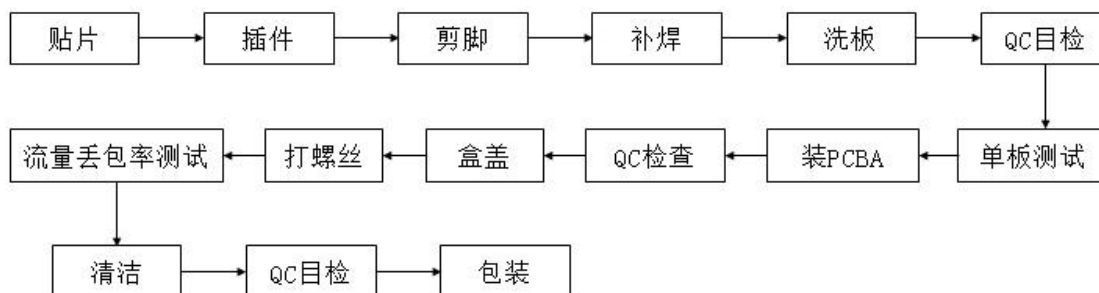 贴片
插件
剪脚
补焊
洗板
QC目检
单板测试
装PCBA
QC检查
盒盖
打螺丝
流量丢包率测试
清洁
QC目检
包装